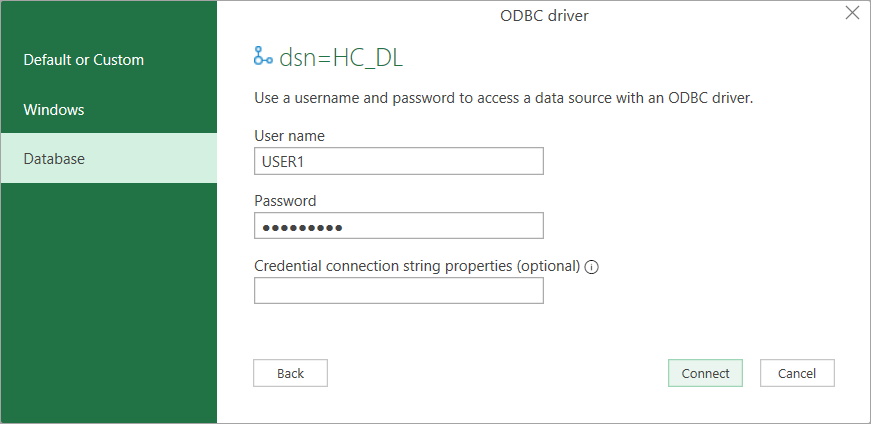 ODBC driver
Default or Custom
Windows
Database
dsn=HC_DL
Use a username and password to access a data source with an ODBC driver.
User name
USER1
Password
●●●●●●●●●
Credential connection string properties (optional)
Back
Connect
Cancel